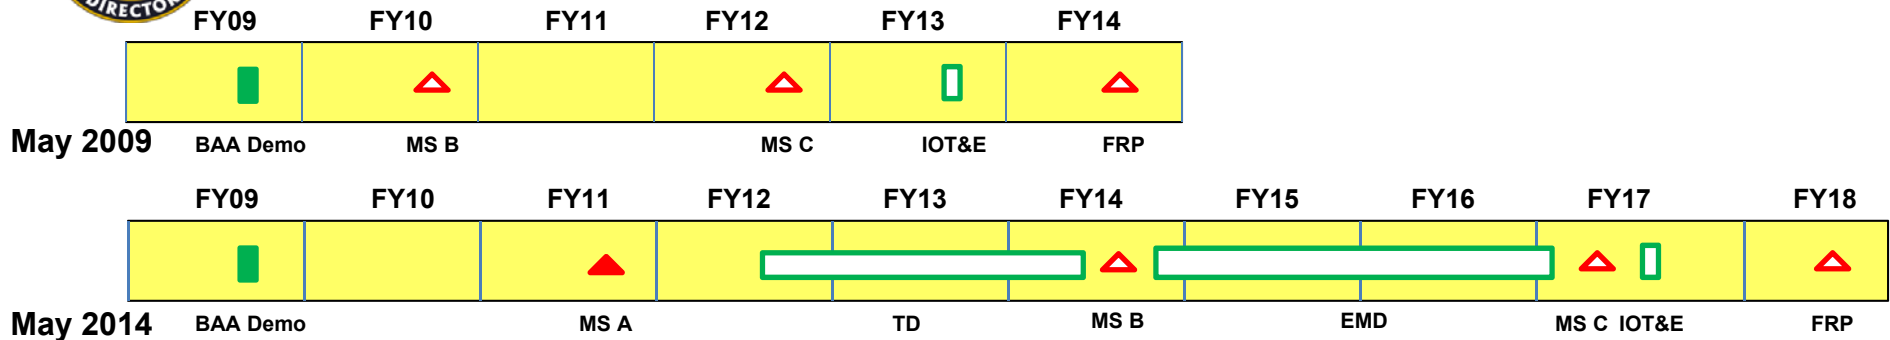 DIRECTOR
FY09 FY10 FY11 FY12 FY13 FY14
May 2009 BAA Demo MS B MS C IOT&E FRP
FY09 FY10 FY11 FY12 FY13 FY14 FY15 FY16 FY17 FY18
May 2014 BAA Demo MS A TD MS B EMD MS C IOT&E FRP